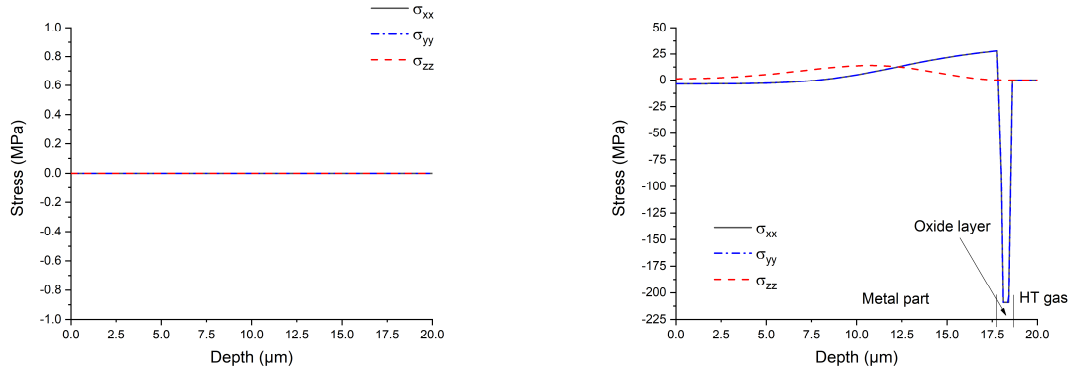 σxx
σyy
σzz
1.0
0.8
0.6
0.4
0.2
0.0
-0.2
-0.4
-0.6
-0.8
-1.0
Stress (MPa)
0.0 2.5 5.0 7.5 10.0 12.5 15.0 17.5 20.0
Depth (μm)
50
25
0
-25
-50
-75
-100
-125
-150
-175
-200
-225
Stress (MPa)
σxx
σyy
σzz
Oxide layer
Metal part
HT gas
0.0 2.5 5.0 7.5 10.0 12.5 15.0 17.5 20.0
Depth (μm)